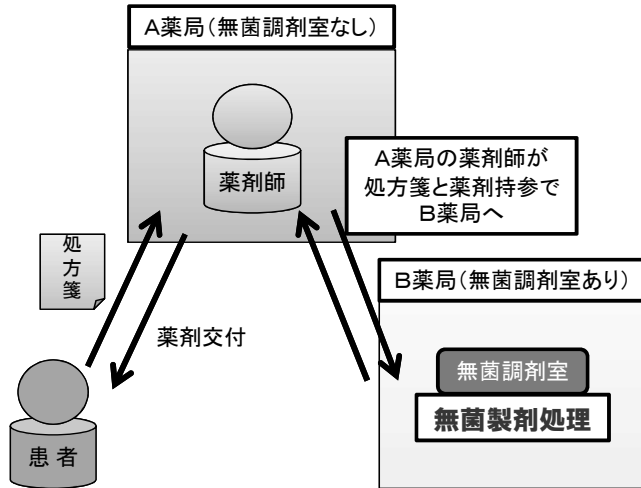 A薬局（無菌調剤室なし）
薬剤師
A薬局の薬剤師が
処方箋と薬剤持参で
B薬局へ
処方箋
薬剤交付
患者
B薬局（無菌調剤室あり）
無菌調剤室
無菌製剤処理